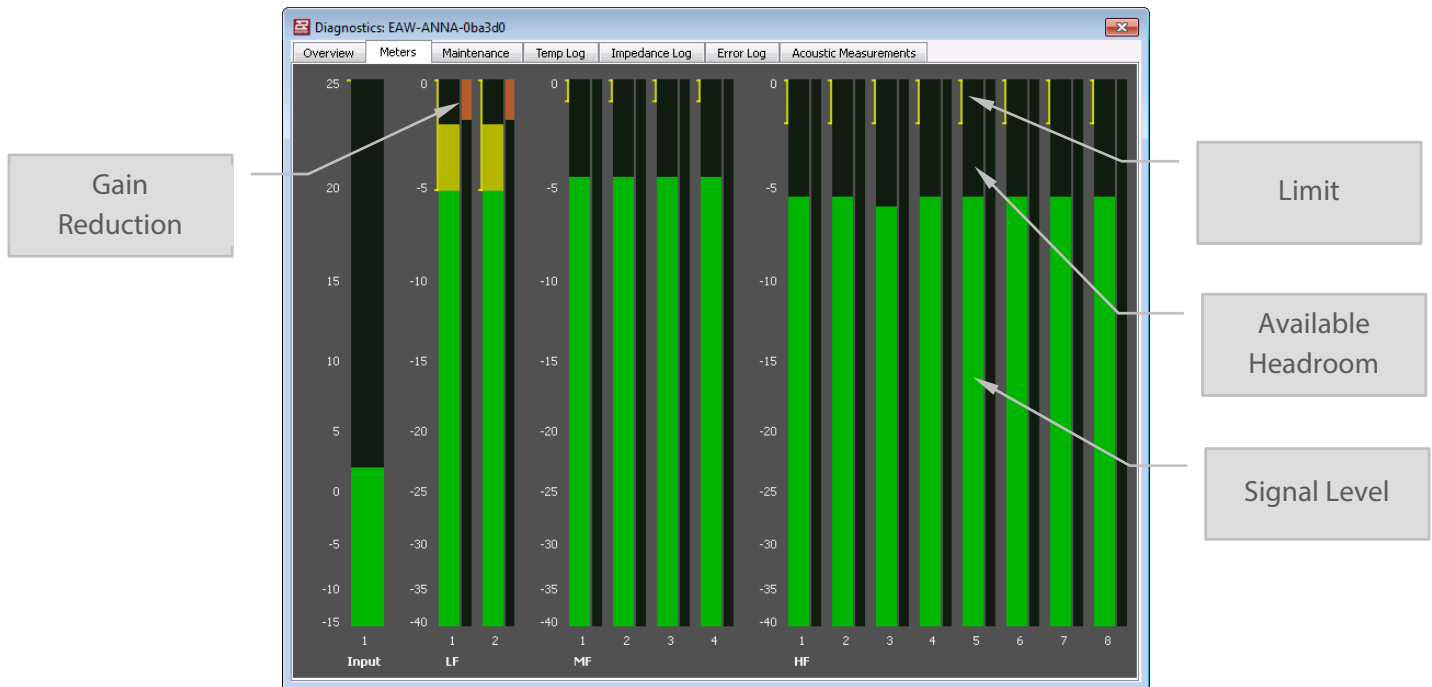 Diagnostics: EAW-ANNA-0ba3d0
Overview Meters Maintenance Temp Log Impedance Log Error Log Acoustic Measurements
25 0 0 0
20 -5 -5 -5
15 -10 -10 -10
10 -15 -15 -15
5 -20 -20 -20
0 -25 -25 -25
-5 -30 -30 -30
-10 -35 -35 -35
-15 -40 -40 -40
1 1 2 1 2 3 4 1 2 3 4 5 6 7 8
Input LF MF HF
Gain
Reduction
Limit
Available
Headroom
Signal Level